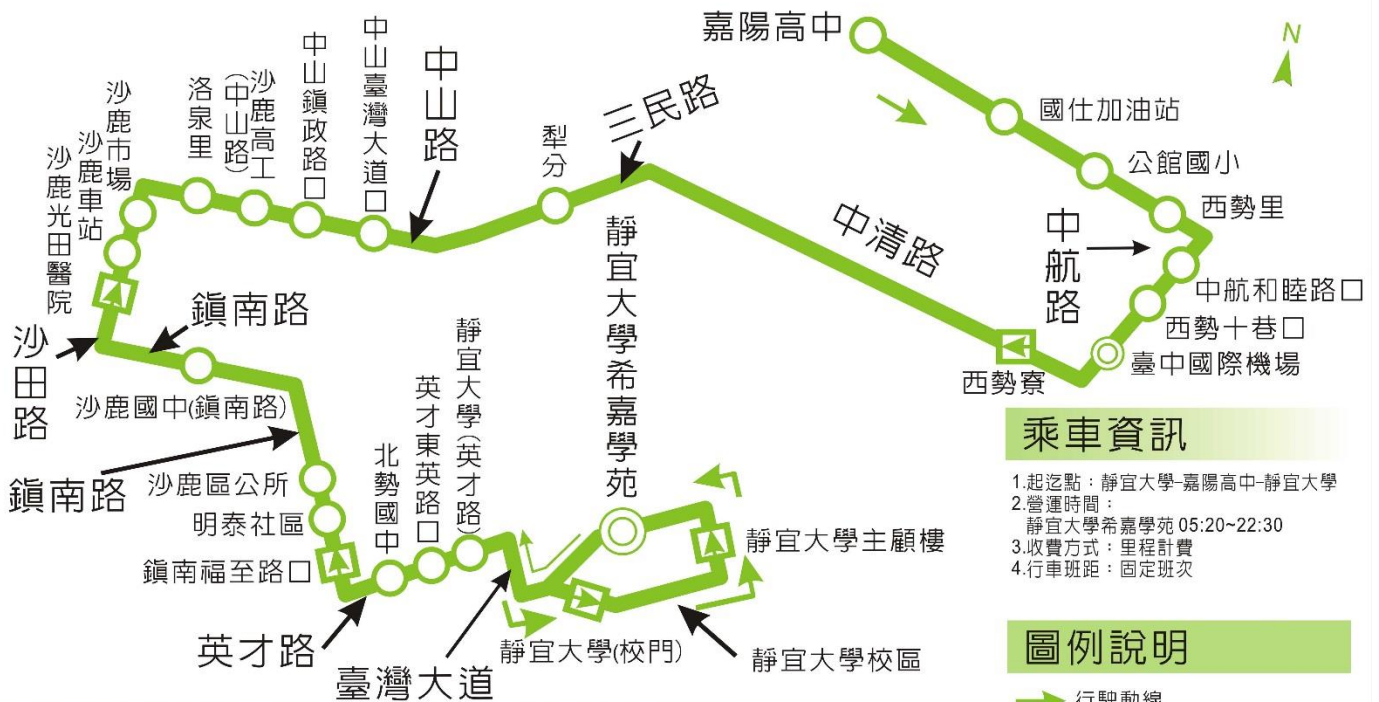 嘉陽高中
N
國仕加油站
公館國小
西勢里
中航路
中航和睦路口
西勢十巷口
臺中國際機場
西勢寮
中清路
三民路
犁分
中山路
中山臺灣大道口
中山鎮政路口
沙鹿高工
(中山路)
洛泉里
沙鹿市場
沙鹿車站
沙鹿光田醫院
沙田路
鎮南路
沙鹿國中(鎮南路)
鎮南路
沙鹿區公所
明泰社區
鎮南福至路口
英才路
北勢國中
英才東英路口
靜宜大學(英才路)
臺灣大道
靜宜大學希嘉學苑
靜宜大學(校門)
靜宜大學主顧樓
靜宜大學校區
乘車資訊
1.起迄點：靜宜大學-嘉陽高中-靜宜大學
2.營運時間：
靜宜大學希嘉學苑 05:20~22:30
3.收費方式：里程計費
4.行車班距：固定班次
圖例說明
行駛動線